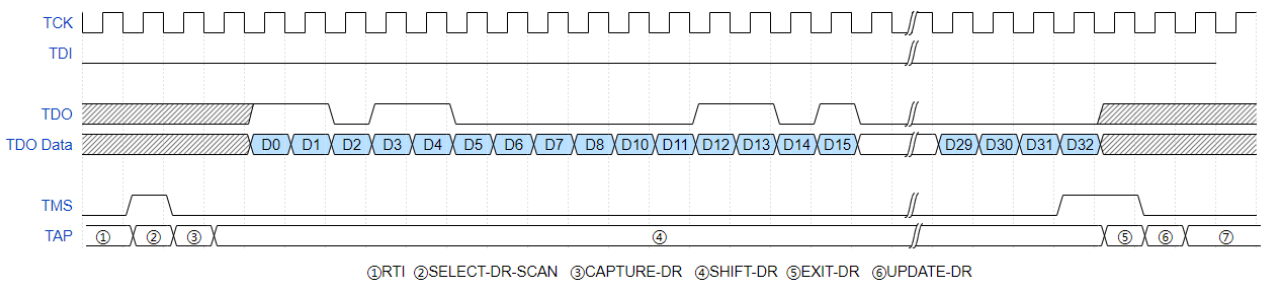 TCK
TDI
TDO
TDO Data D0 D1 D2 D3 D4 D5 D6 D7 D8 D10 D11 D12 D13 D14 D15 D29 D30 D31 D32
TMS
TAP ① ② ③ ④ ⑤ ⑥ ⑦
①RTI ②SELECT-DR-SCAN ③CAPTURE-DR ④SHIFT-DR ⑤EXIT-DR ⑥UPDATE-DR